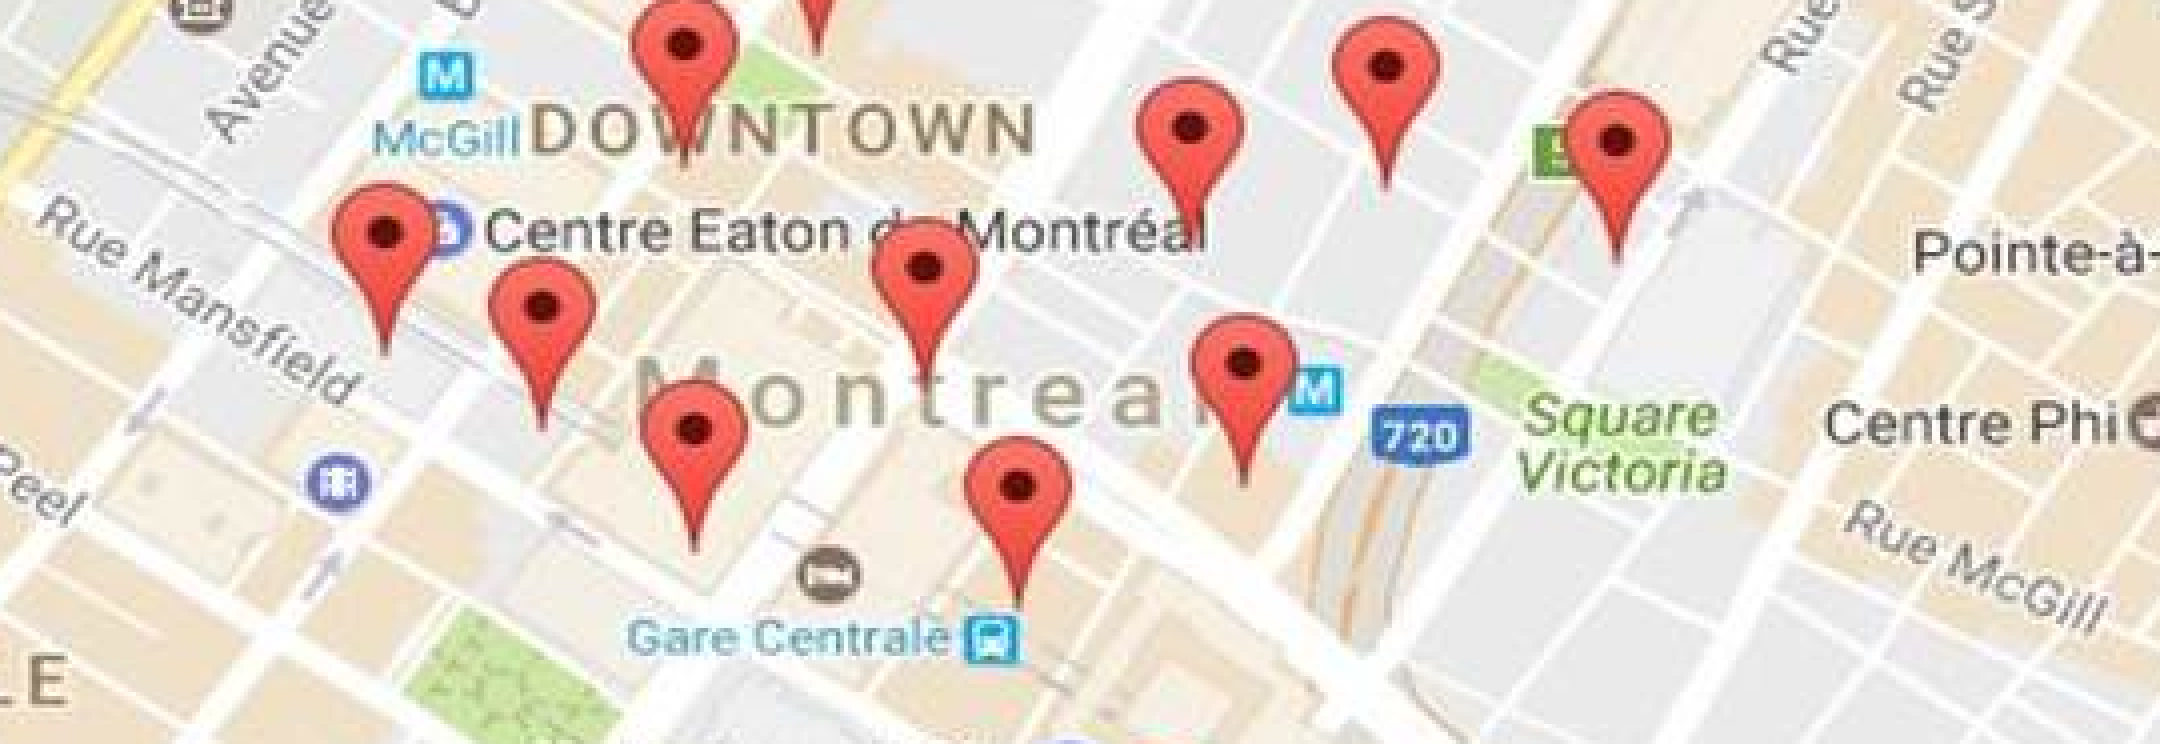 Avenue
Rue
Rue S
M
McGill
DOWNTOWN
Centre Eaton de Montréal
Rue Mansfield
Pointe-à-
Montreal
M
720
Square
Victoria
Centre Phi
Peel
Rue McGill
Gare Centrale
LE